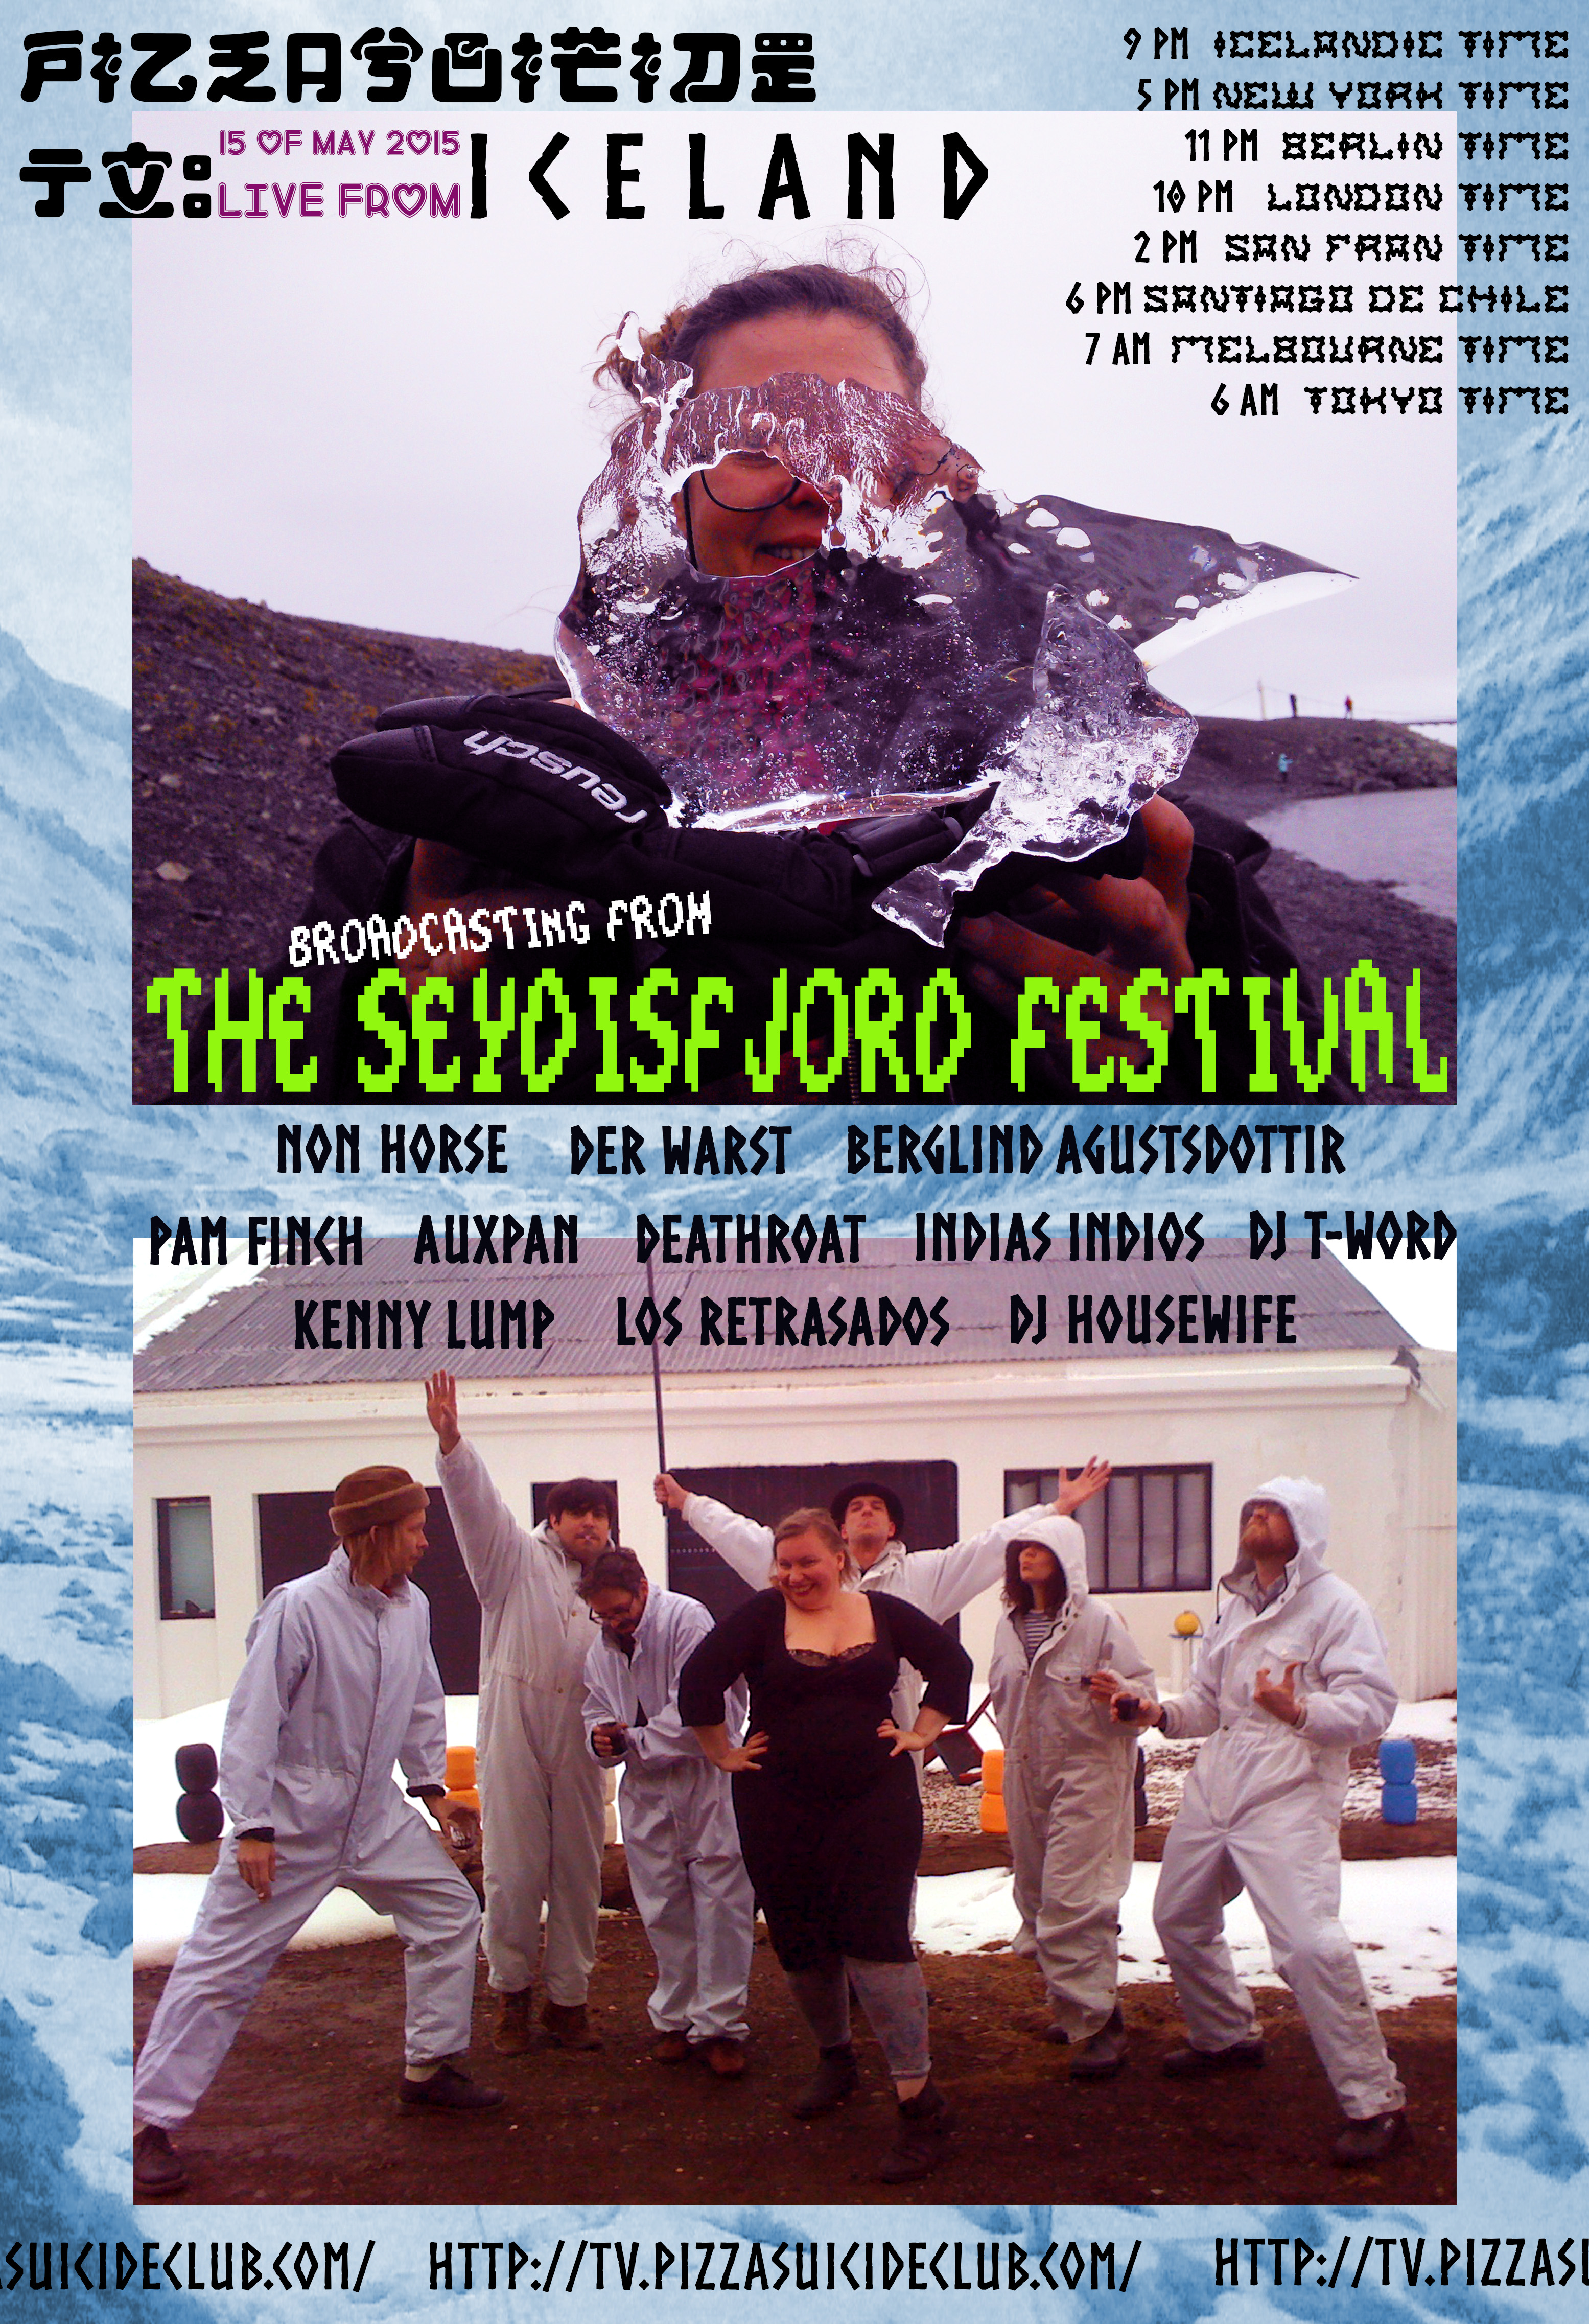 PIZZASUICIDE
TV:
15 OF MAY 2015
LIVE FROM
ICELAND
9 PM ICELANDIC TIME
5 PM NEW YORK TIME
11 PM BERLIN TIME
10 PM LONDON TIME
2 PM SAN FRAN TIME
6 PM SANTIAGO DE CHILE
7 AM MELBOURNE TIME
6 AM TOKYO TIME
reusch
BROADCASTING FROM
THE SEYDISFJORD FESTIVAL
NON HORSE DER WARST BERGLIND AGUSTSDOTTIR
PAM FINCH AUXPAN DEATHROAT INDIAS INDIOS DJ T-WORD
KENNY LUMP LOS RETRASADOS DJ HOUSEWIFE
SUICIDECLUB.COM/ HTTP://TV.PIZZASUICIDECLUB.COM/ HTTP://TV.PIZZAS